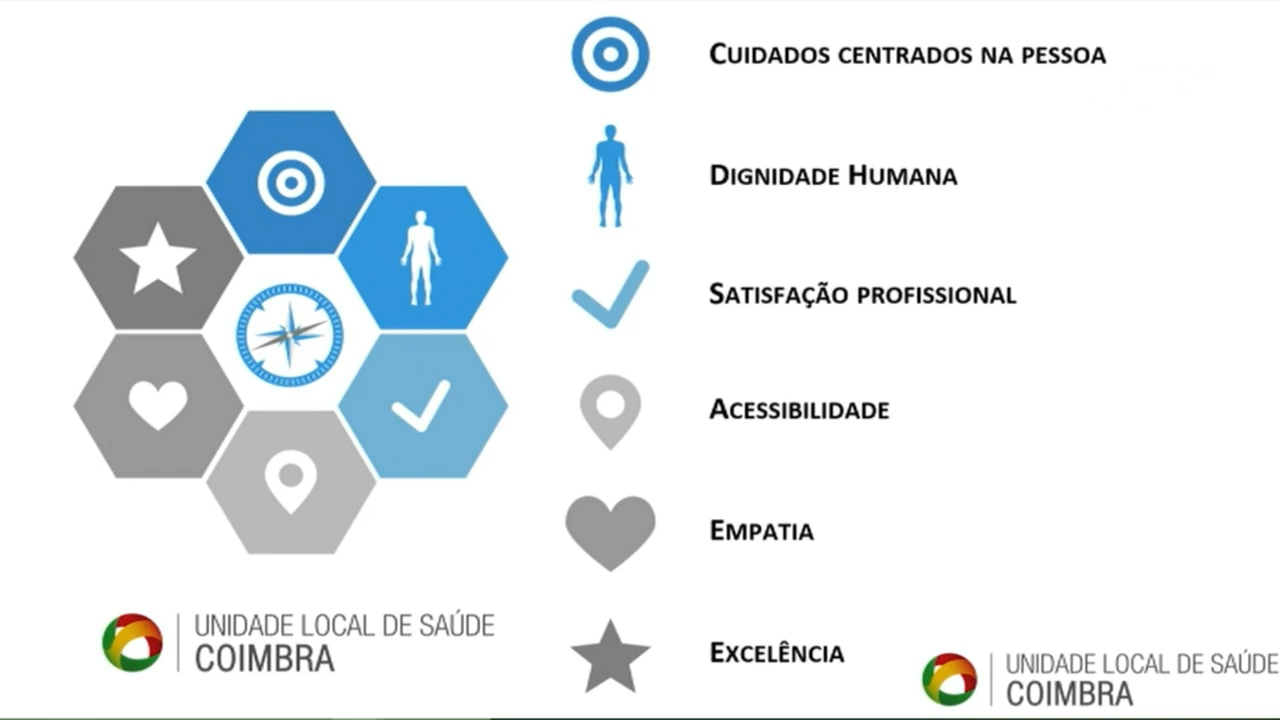 Cuidados centrados na pessoa
Dignidade Humana
Satisfação profissional
Acessibilidade
Empatia
Excelência
UNIDADE LOCAL DE SAÚDE
COIMBRA
UNIDADE LOCAL DE SAÚDE
COIMBRA